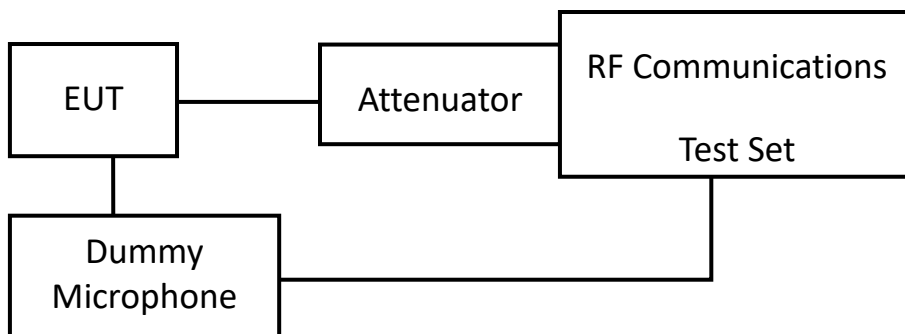 EUT
Attenuator
RF Communications
Test Set
Dummy
Microphone